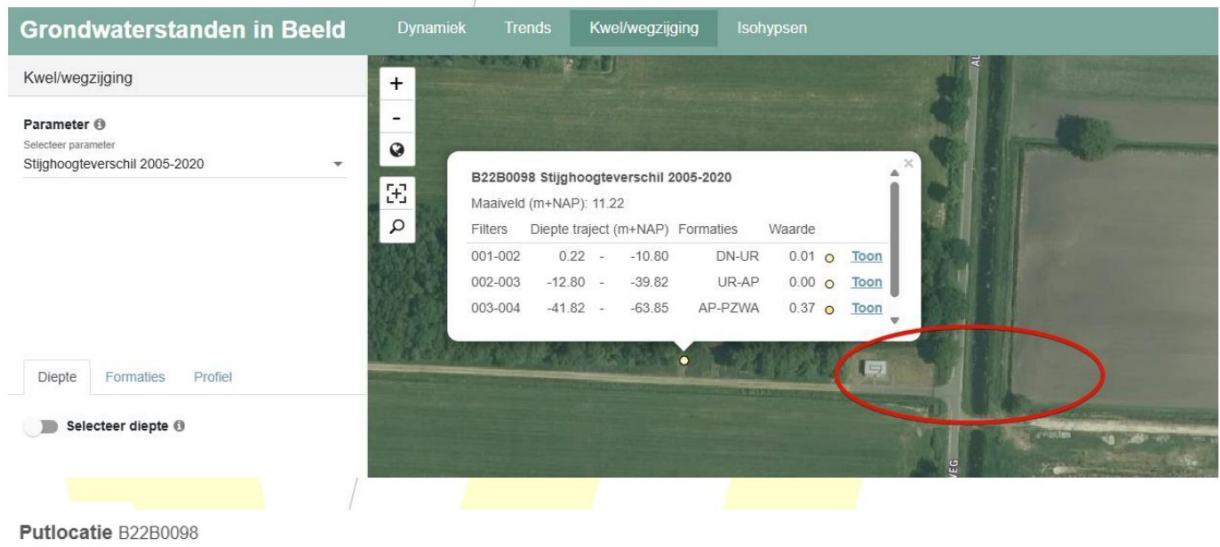 Grondwaterstanden in Beeld Dynamiek Trends Kwel/wegzijging Isohypsen
Kwel/wegzijging
Parameter
Selecteer parameter
Stijghoogteverschil 2005-2020
Diepte Formaties Profiel
Selecteer diepte
+
-
B22B0098 Stijghoogteverschil 2005-2020
Maaiveld (m+NAP): 11.22
Filters Diepte traject (m+NAP) Formaties Waarde
001-002 0.22 - -10.80 DN-UR 0.01 Toon
002-003 -12.80 - -39.82 UR-AP 0.00 Toon
003-004 -41.82 - -63.85 AP-PZWA 0.37 Toon
AL
VEG
Putlocatie B22B0098